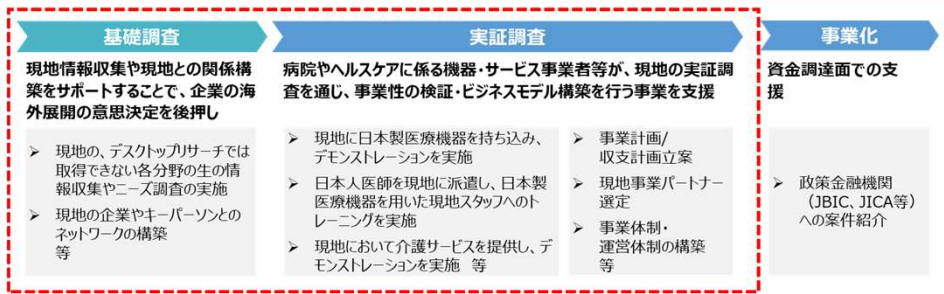 基礎調査
現地情報収集や現地との関係構
築をサポートすることで、企業の海
外展開の意思決定を後押し
➢ 現地の、デスクトップリサーチでは
取得できない各分野の生の情
報収集やニーズ調査の実施
➢ 現地の企業やキーパーソンとの
ネットワークの構築
等
実証調査
病院やヘルスケアに係る機器・サービス事業者等が、現地の実証調
査を通じ、事業性の検証・ビジネスモデル構築を行う事業を支援
➢ 現地に日本製医療機器を持ち込み、
デモンストレーションを実施
➢ 日本人医師を現地に派遣し、日本製
医療機器を用いた現地スタッフへのト
レーニングを実施
➢ 現地において介護サービスを提供し、デ
モンストレーションを実施 等
➢ 事業計画/
収支計画立案
➢ 現地事業パートナー
選定
➢ 事業体制・
運営体制の構築
等
事業化
資金調達面での支
援
➢ 政策金融機関
(JBIC、JICA等)
への案件紹介